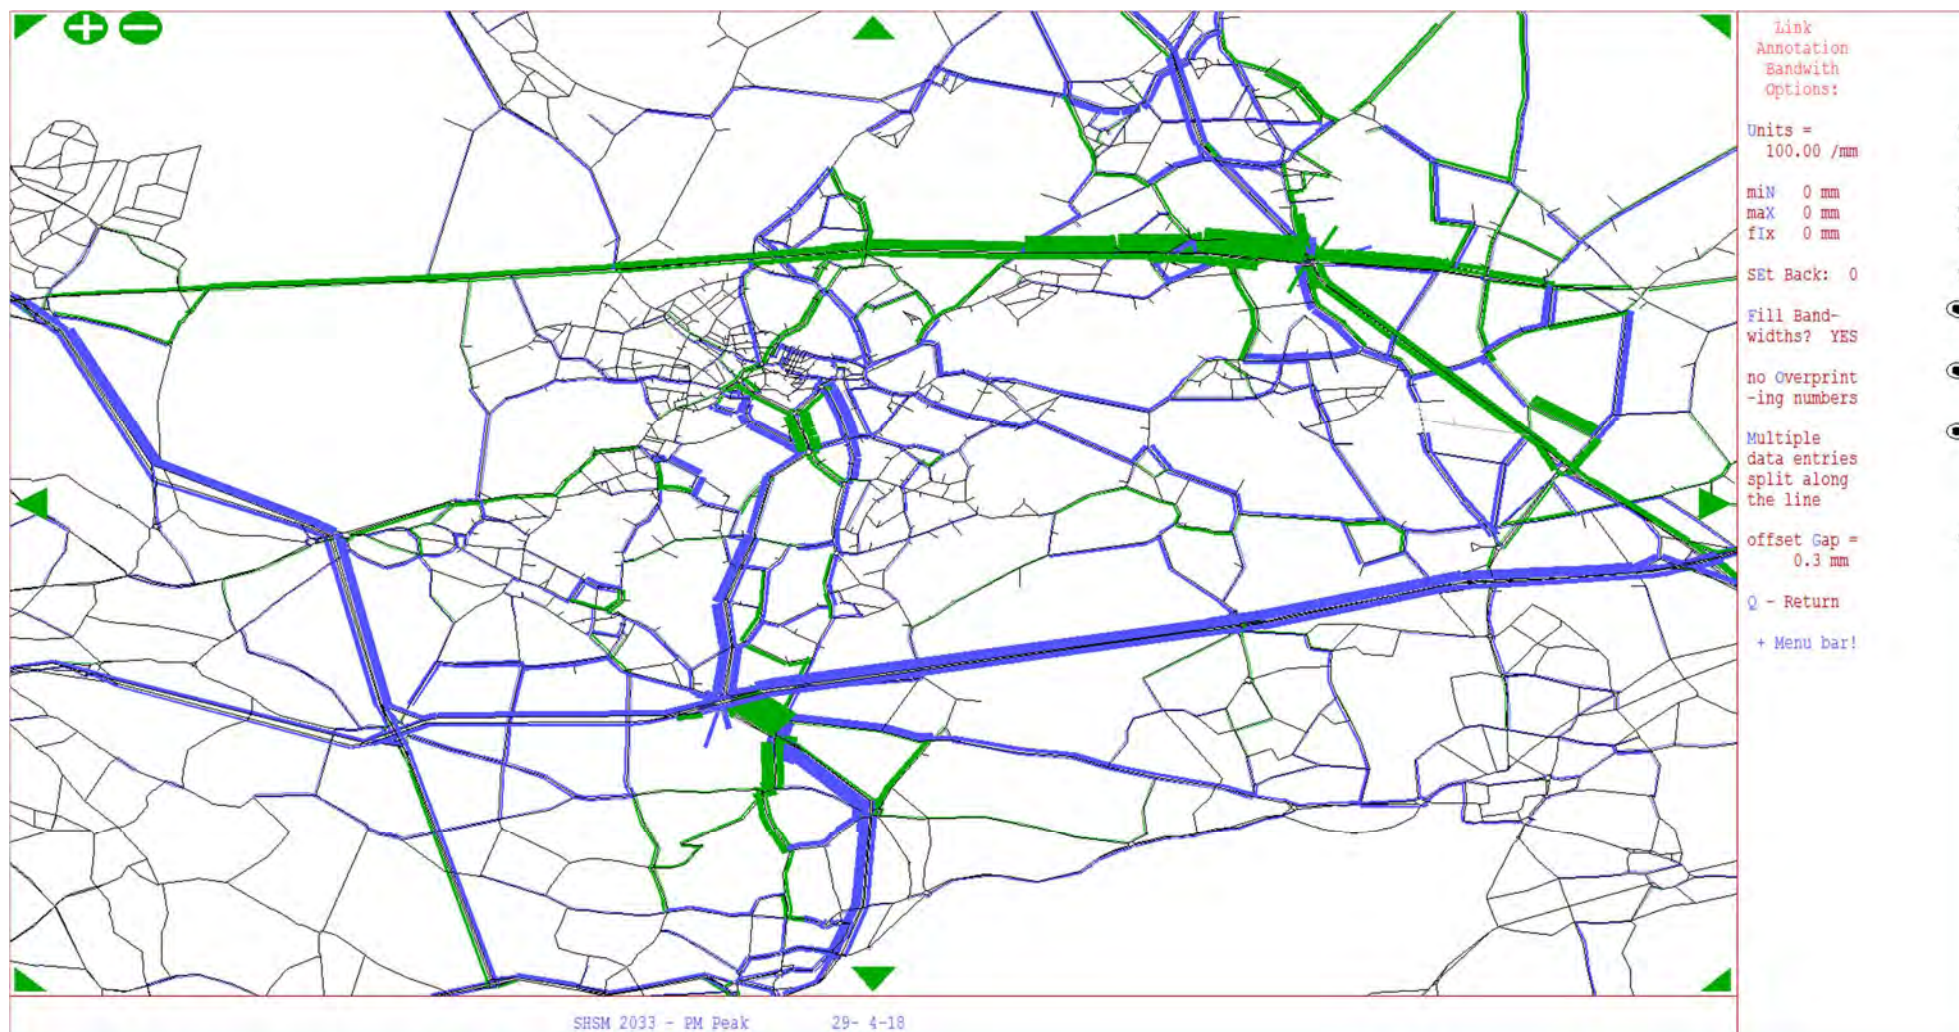 Link
Annotation
Bandwith
Options:
Units =
100.00 /mm
miN 0 mm
maX 0 mm
fIx 0 mm
SEt Back: 0
Fill Band-
widths? YES
no Overprint
-ing numbers
Multiple
data entries
split along
the line
offset Gap =
0.3 mm
Q - Return
+ Menu bar!
SHSM 2033 - PM Peak 29- 4-18